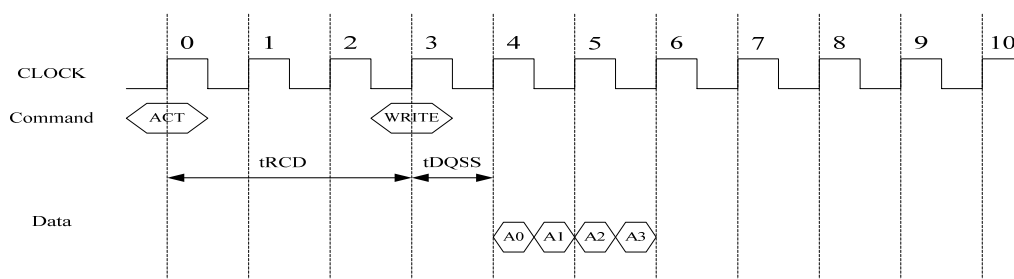 0 1 2 3 4 5 6 7 8 9 10
CLOCK
Command ACT WRITE
tRCD tDQSS
Data A0 A1 A2 A3